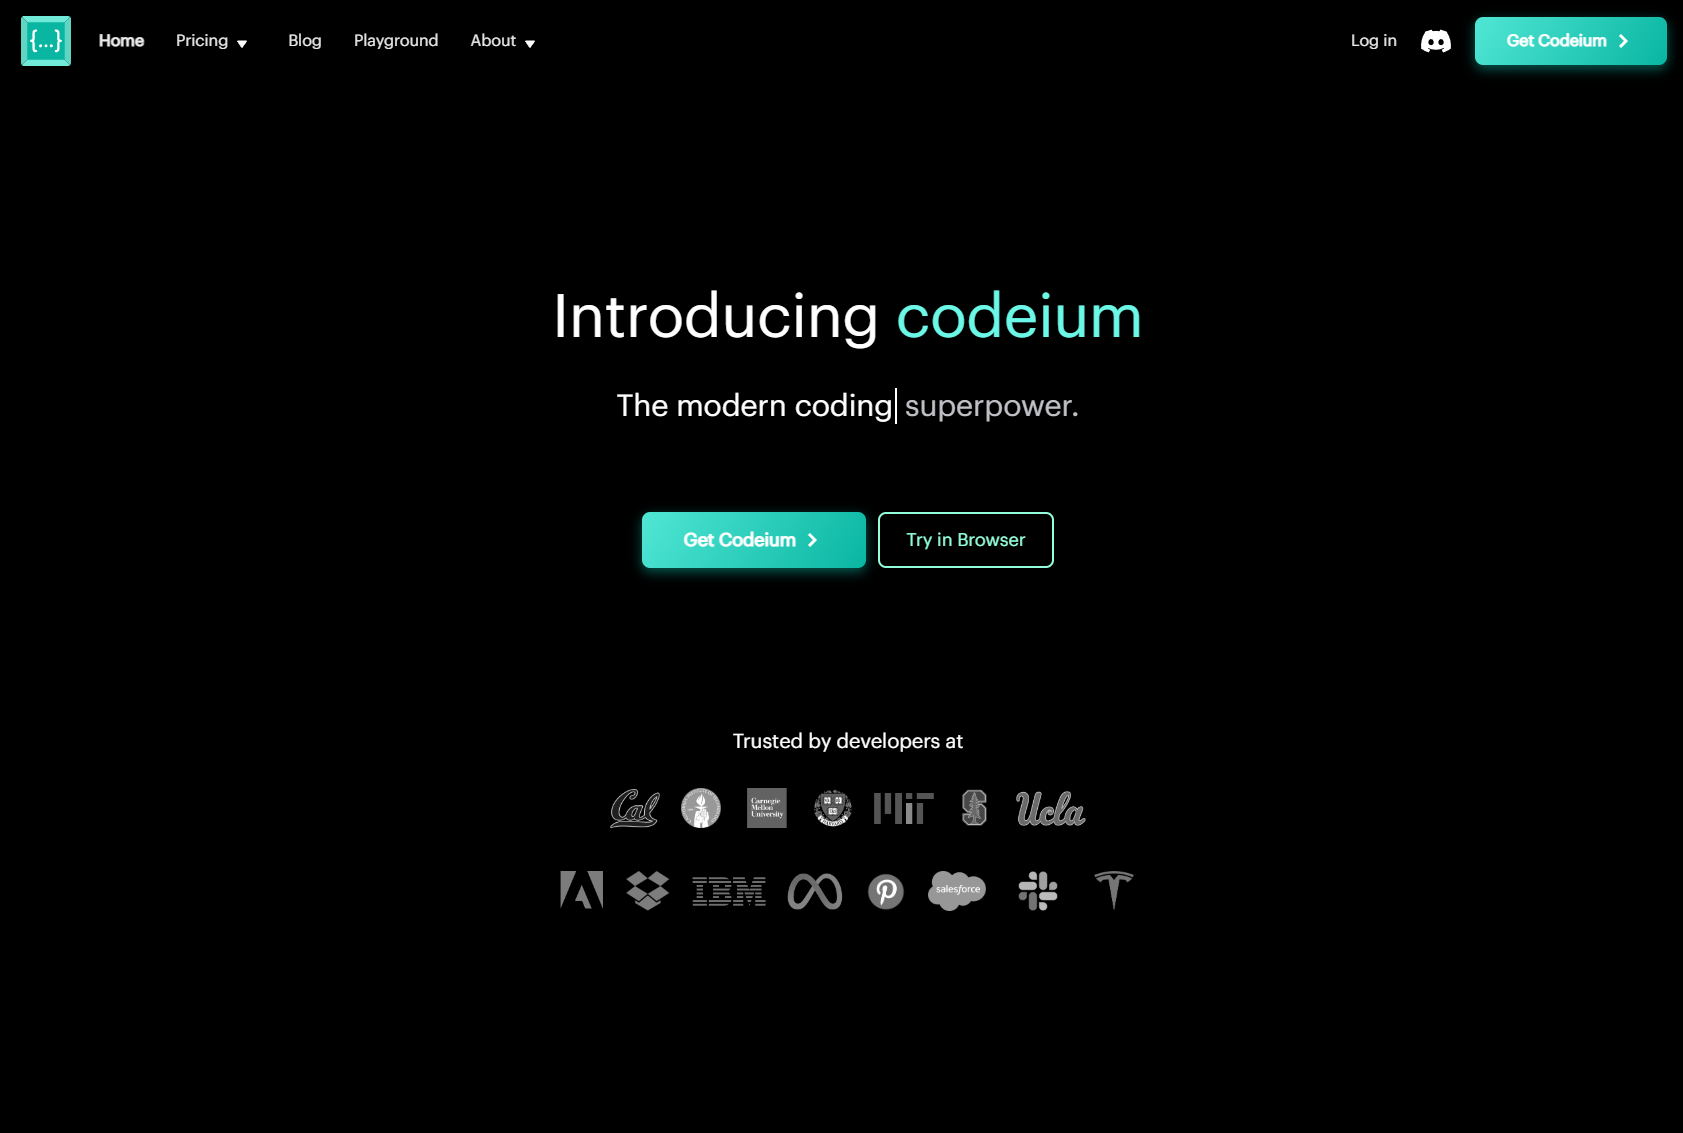 {...} Home Pricing Blog Playground About Log in Get Codeium
Introducing codeium
The modern coding superpower.
Get Codeium Try in Browser
Trusted by developers at
Cal Carnegie Mellon University MIT S Ucla
IBM salesforce